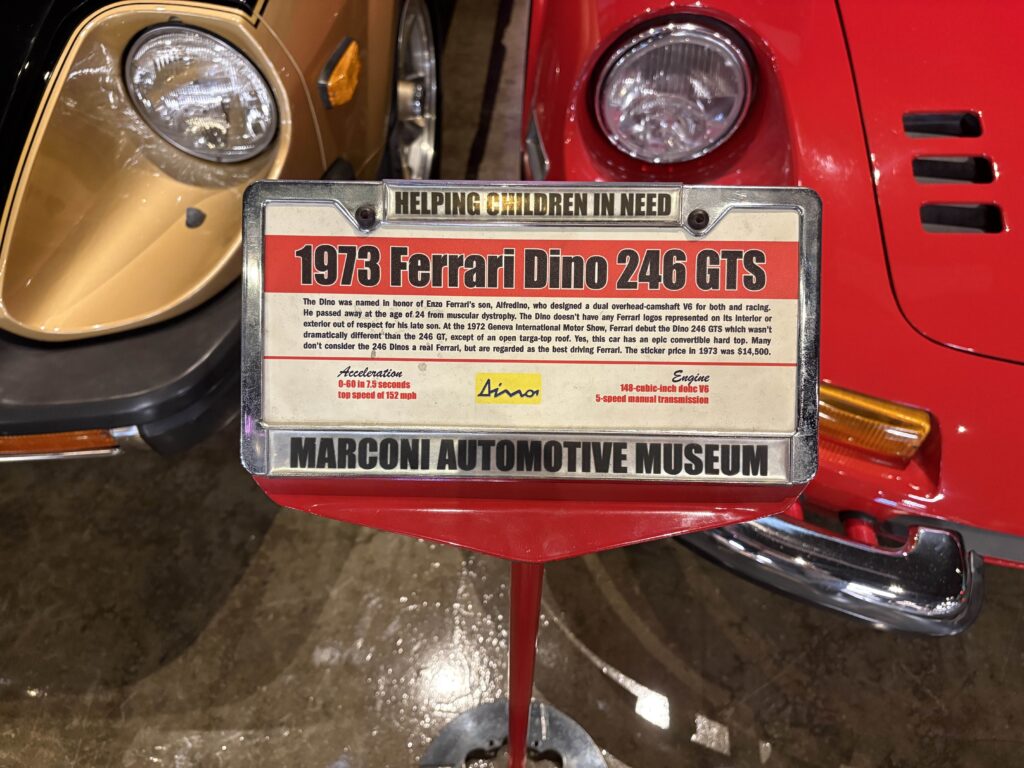 HELPING CHILDREN IN NEED
1973 Ferrari Dino 246 GTS
The Dino was named in honor of Enzo Ferrari's son, Alfredino, who designed a dual overhead-camshaft V6 for both and racing.
He passed away at the age of 24 from muscular dystrophy. The Dino doesn't have any Ferrari logos represented on its interior or
exterior out of respect for his late son. At the 1972 Geneva International Motor Show, Ferrari debut the Dino 246 GTS which wasn't
dramatically different than the 246 GT, except of an open targa-top roof. Yes, this car has an epic convertible hard top. Many
don't consider the 246 Dinos a real Ferrari, but are regarded as the best driving Ferrari. The sticker price in 1973 was $14,500.
Acceleration
0-60 in 7.5 seconds
top speed of 152 mph
Dino
Engine
148-cubic-inch dohc V6
5-speed manual transmission
MARCONI AUTOMOTIVE MUSEUM